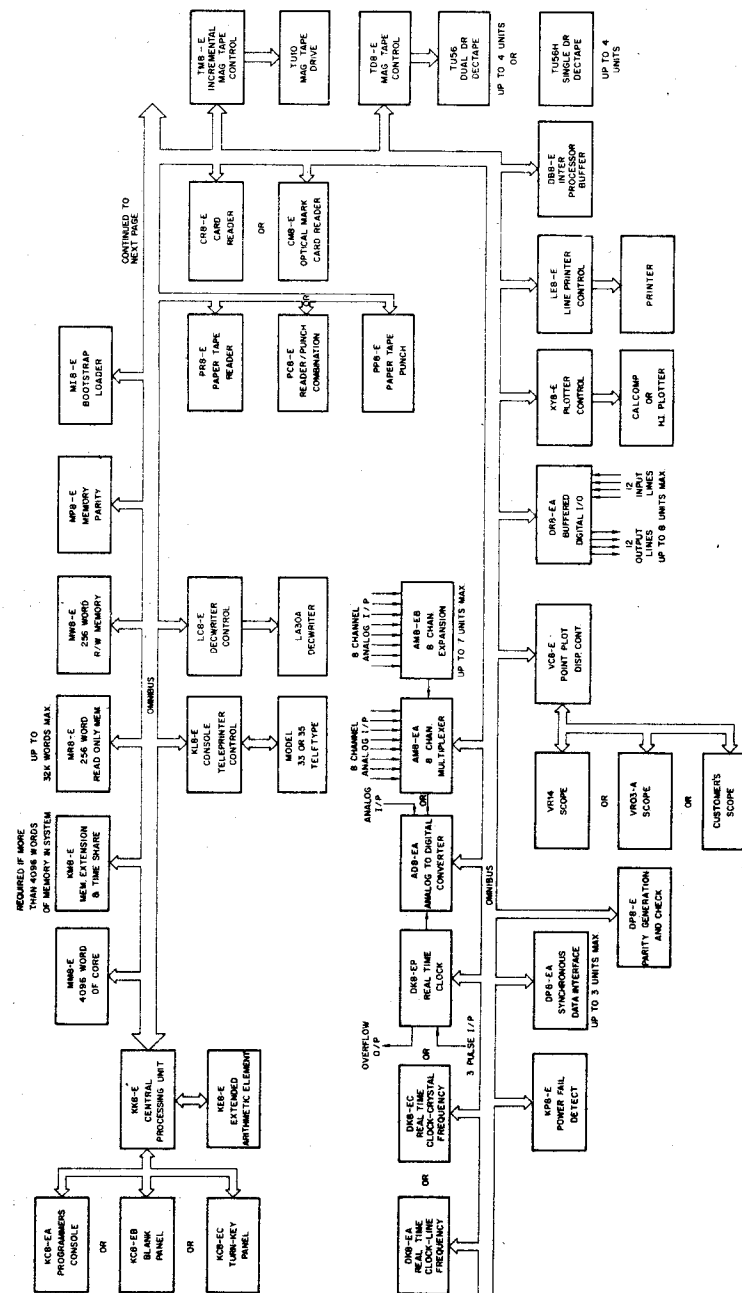 KC8-EA
PROGRAMMERS
CONSOLE
OR
KC8-EB
BLANK
PANEL
OR
KC8-EC
TURN-KEY
PANEL
KK8-E
CENTRAL
PROCESSING UNIT
KE8-E
EXTENDED
ARITHMETIC ELEMENT
MM8-E
4096 WORD
OF CORE
REQUIRED IF MORE
THAN 4096 WORDS
OF MEMORY IN SYSTEM
KM8-E
MEM. EXTENSION
& TIME SHARE
UP TO
32K WORDS MAX.
MR8-E
256 WORD
READ ONLY MEM.
MW8-E
256 WORD
R/W MEMORY
MP8-E
MEMORY
PARITY
MI8-E
BOOTSTRAP
LOADER
CONTINUED TO
NEXT PAGE
OMNIBUS
KL8-E
CONSOLE
TELEPRINTER
CONTROL
MODEL
33 OR 35
TELETYPE
LC8-E
DECWRITER
CONTROL
LA30A
DECWRITER
PR8-E
PAPER TAPE
READER
OR
PC8-E
READER/PUNCH
COMBINATION
PP8-E
PAPER TAPE
PUNCH
CR8-E
CARD
READER
OR
CM8-E
OPTICAL MARK
CARD READER
TM8-E
INCREMENTAL
MAG TAPE
CONTROL
TU10
MAG TAPE
DRIVE
TD8-E
MAG TAPE
CONTROL
TU56
DUAL DR
DECTAPE
UP TO 4 UNITS
OR
TU56H
SINGLE DR
DECTAPE
UP TO 4
UNITS
DK8-EA
REAL TIME
CLOCK-LINE
FREQUENCY
OR
DK8-EC
REAL TIME
CLOCK-CRYSTAL
FREQUENCY
OR
OVERFLOW
O/P
3 PULSE I/P
DK8-EP
REAL TIME
CLOCK
AD8-EA
ANALOG TO DIGITAL
CONVERTER
ANALOG
I/P
OR
8 CHANNEL
ANALOG I/P
AM8-EA
8 CHAN.
MULTIPLEXER
8 CHANNEL
ANALOG I/P
AM8-EB
8 CHAN
EXPANSION
UP TO 7 UNITS MAX.
OMNIBUS
KP8-E
POWER FAIL
DETECT
DP8-EA
SYNCHRONOUS
DATA INTERFACE
UP TO 3 UNITS MAX
DP8-E
PARITY GENERATION
AND CHECK
VR14
SCOPE
OR
VR03-A
SCOPE
OR
CUSTOMER'S
SCOPE
VC8-E
POINT PLOT
DISP. CONT.
DR8-EA
BUFFERED
DIGITAL I/O
12
OUTPUT
LINES
12
INPUT
LINES
UP TO 8 UNITS MAX.
XY8-E
PLOTTER
CONTROL
CALCOMP
OR
H.I PLOTTER
LE8-E
LINE PRINTER
CONTROL
PRINTER
DB8-E
INTER
PROCESSOR
BUFFER